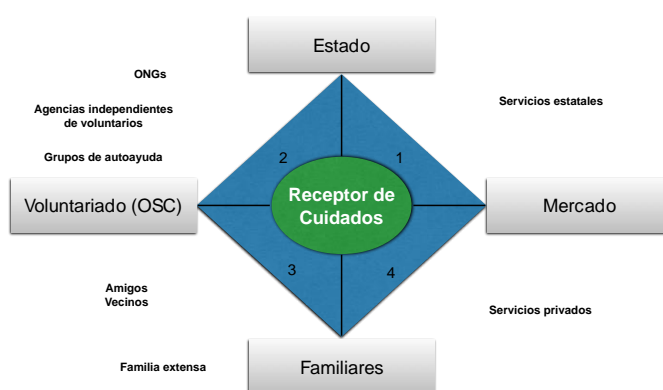 Estado
ONGs
Servicios estatales
Agencias independientes
de voluntarios
Grupos de autoayuda
2
1
Voluntariado (OSC)
Receptor de
Cuidados
Mercado
3
4
Amigos
Vecinos
Servicios privados
Familia extensa
Familiares